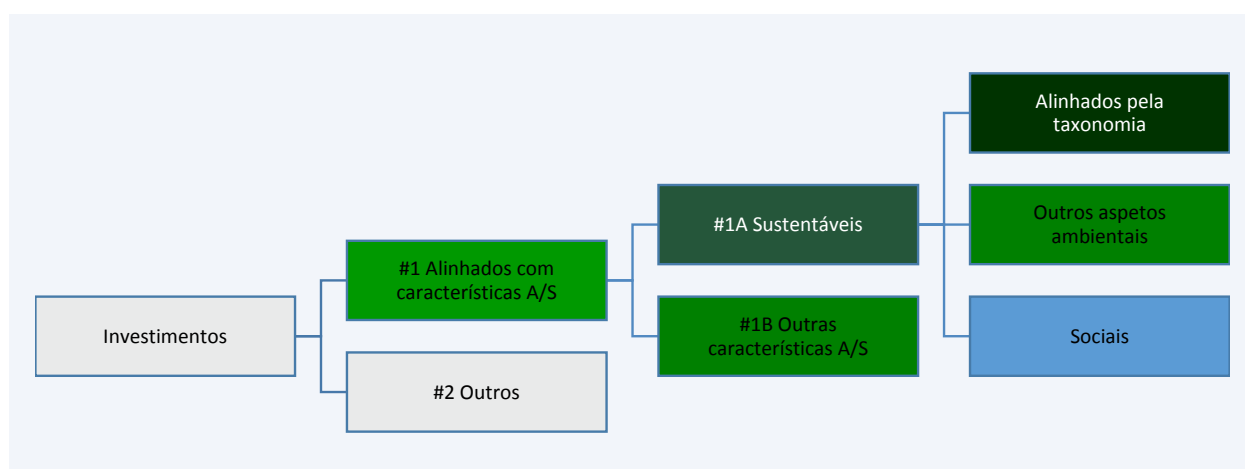 Alinhados pela
taxonomia
#1A Sustentáveis
Outros aspetos
ambientais
#1 Alinhados com
características A/S
Investimentos
#1B Outras
características A/S
Sociais
#2 Outros